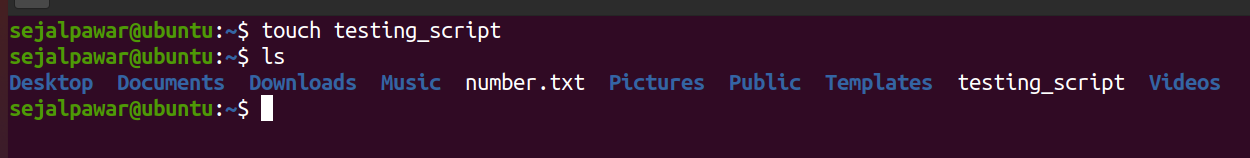 sejalpawar@ubuntu:~$ touch testing_script
sejalpawar@ubuntu:~$ ls
Desktop  Documents  Downloads  Music  number.txt  Pictures  Public  Templates  testing_script  Videos
sejalpawar@ubuntu:~$